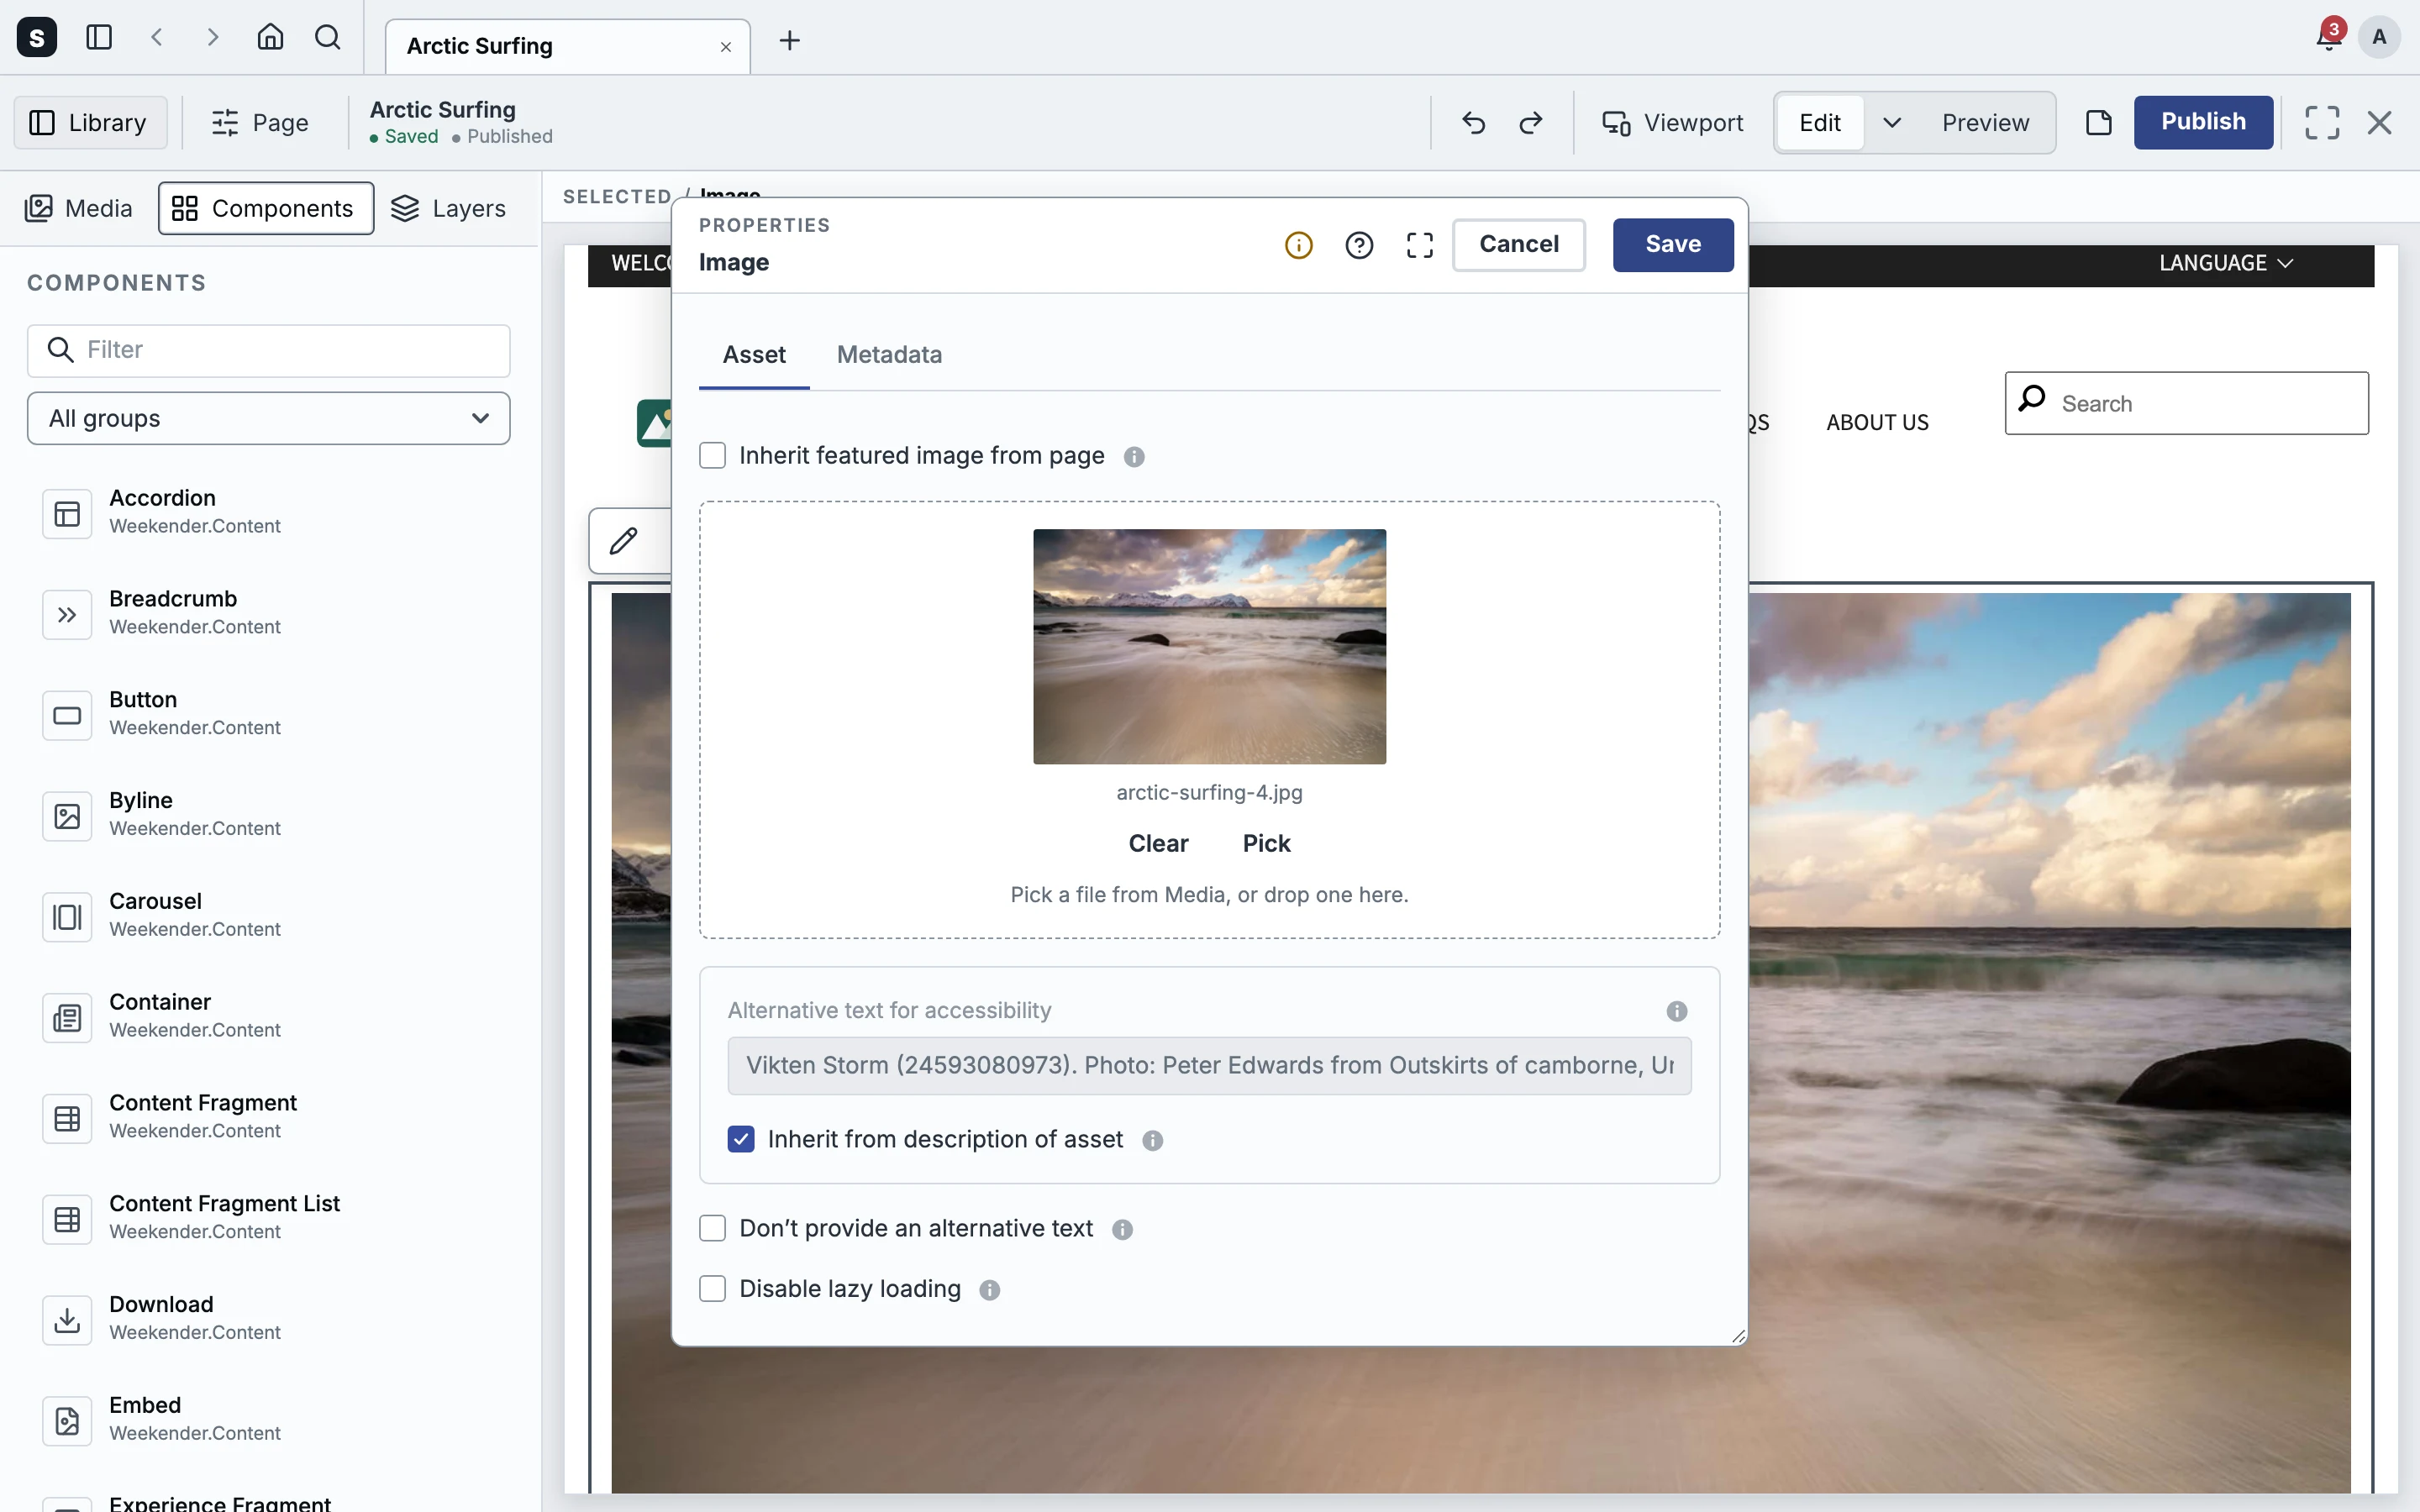 S
Arctic Surfing
3
A
Library
Page
Arctic Surfing
Saved
Published
Viewport
Edit
Preview
Publish
Media
Components
Layers
SELECTED / Image
COMPONENTS
Filter
All groups
Accordion
Weekender.Content
Breadcrumb
Weekender.Content
Button
Weekender.Content
Byline
Weekender.Content
Carousel
Weekender.Content
Container
Weekender.Content
Content Fragment
Weekender.Content
Content Fragment List
Weekender.Content
Download
Weekender.Content
Embed
Weekender.Content
Experience Fragment
LANGUAGE
ABOUT US
Search
PROPERTIES
Image
Cancel
Save
Asset
Metadata
Inherit featured image from page
arctic-surfing-4.jpg
Clear
Pick
Pick a file from Media, or drop one here.
Alternative text for accessibility
Vikten Storm (24593080973). Photo: Peter Edwards from Outskirts of camborne,
Inherit from description of asset
Don't provide an alternative text
Disable lazy loading